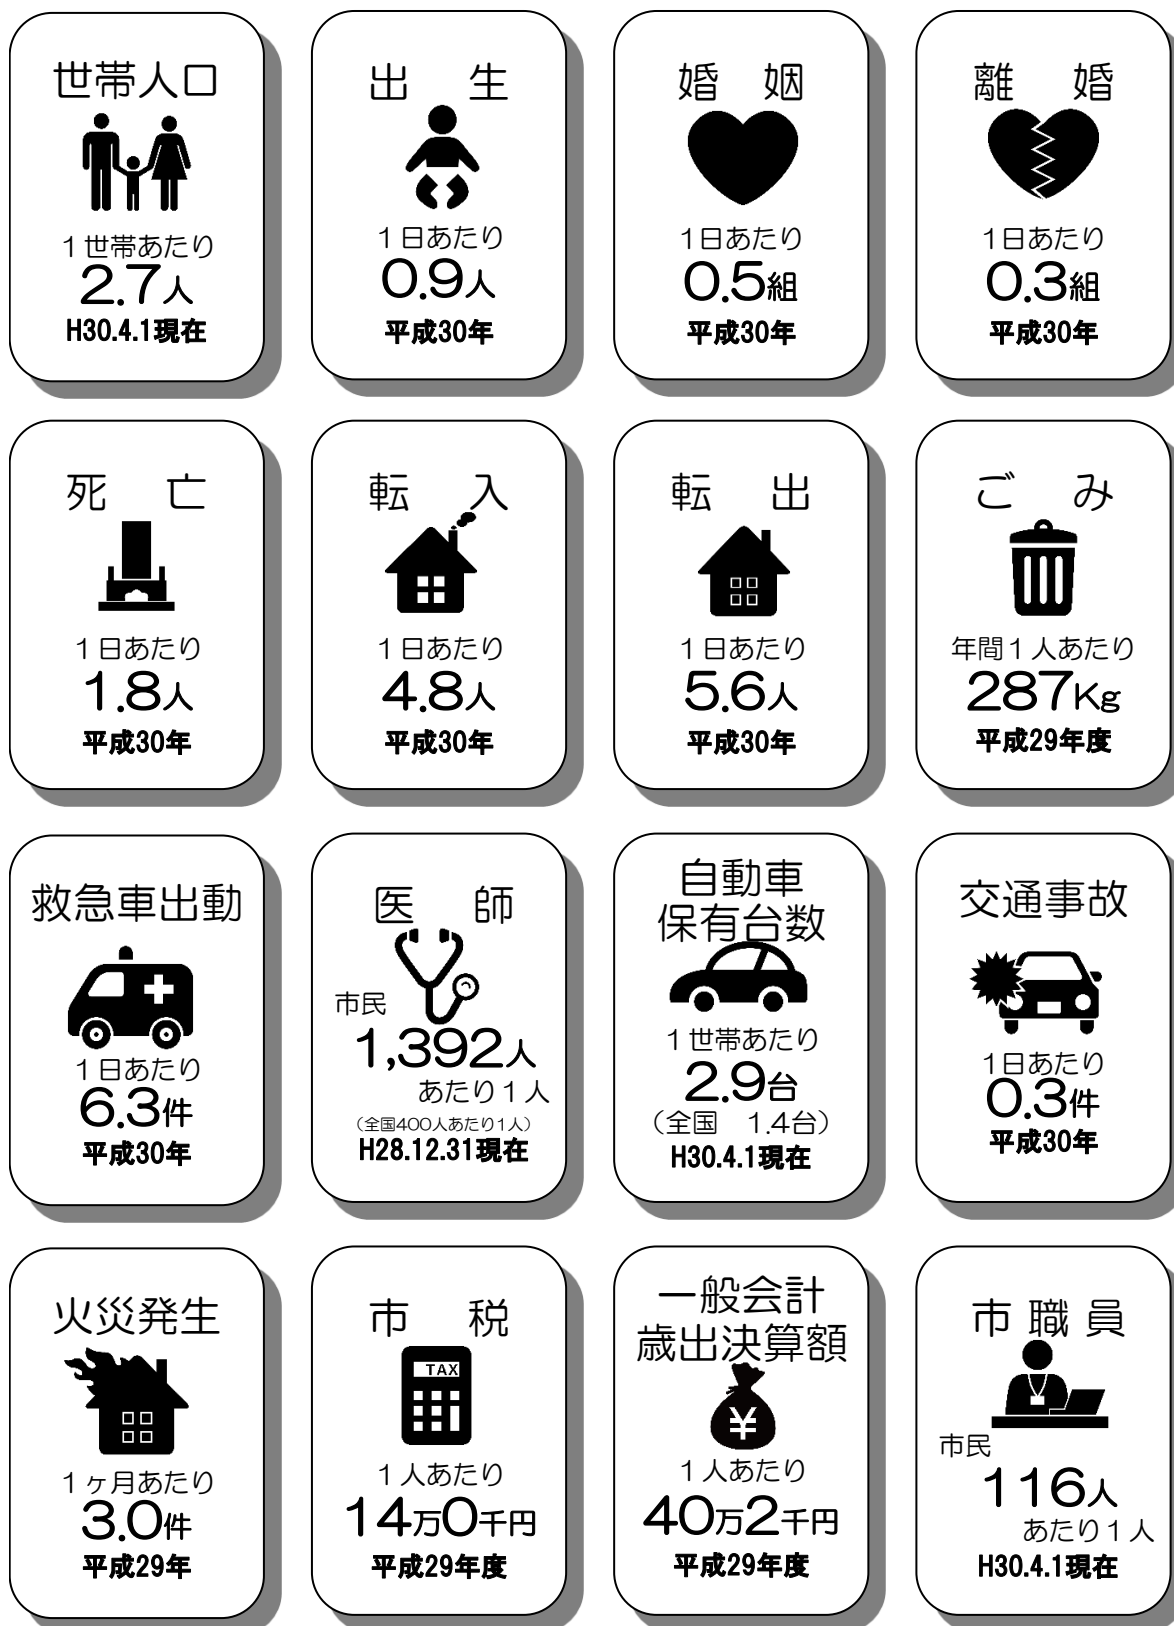 世帯人口
１世帯あたり
2.7人
H30.4.1現在
出　生
１日あたり
0.9人
平成30年
婚　姻
１日あたり
0.5組
平成30年
離　婚
１日あたり
0.3組
平成30年
死　亡
１日あたり
1.8人
平成30年
転　入
１日あたり
4.8人
平成30年
転　出
１日あたり
5.6人
平成30年
ご　み
年間１人あたり
287Kg
平成29年度
救急車出動
１日あたり
6.3件
平成30年
医　師
市民
1,392人
あたり１人
（全国400人あたり1人）
H28.12.31現在
自動車
保有台数
１世帯あたり
2.9台
（全国　1.4台）
H30.4.1現在
交通事故
１日あたり
0.3件
平成30年
火災発生
１ヶ月あたり
3.0件
平成29年
市　税
TAX
１人あたり
14万0千円
平成29年度
一般会計
歳出決算額
¥
１人あたり
40万2千円
平成29年度
市 職 員
市民
116人
あたり１人
H30.4.1現在